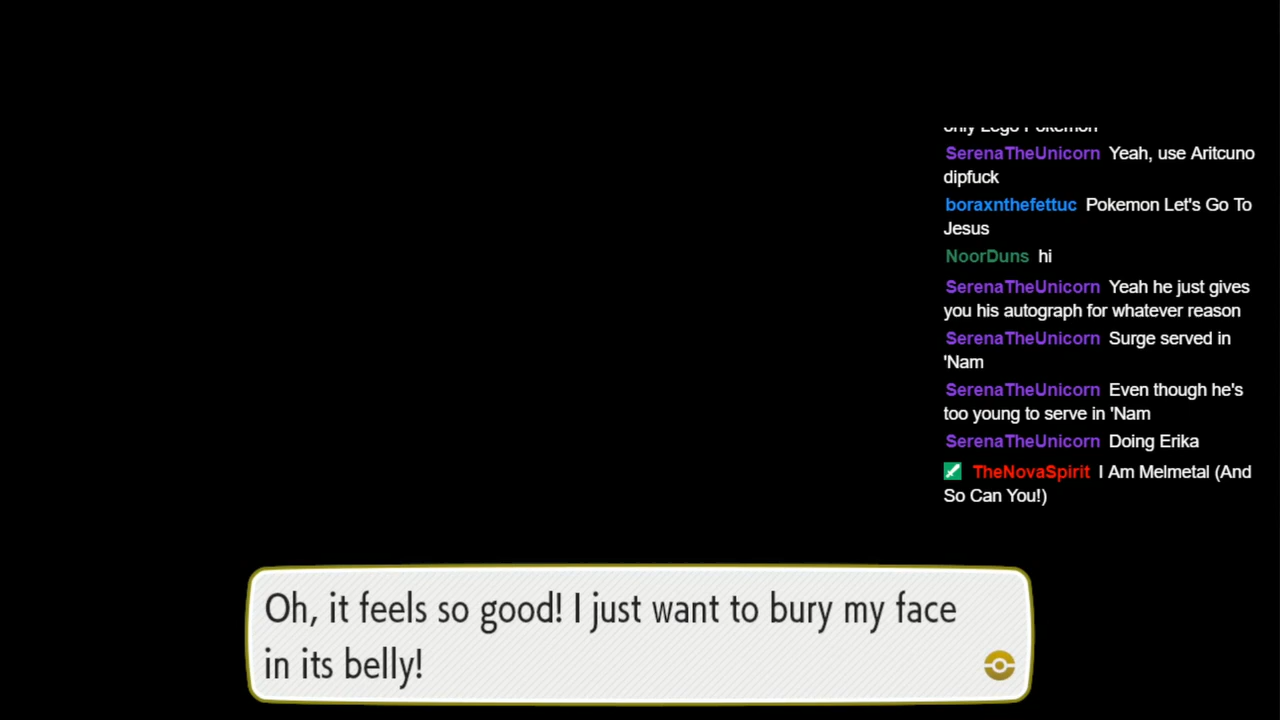 only Lego Pokemon
SerenaTheUnicorn Yeah, use Aritcuno
dipfuck
boraxnthefettuc Pokemon Let's Go To
Jesus
NoorDuns hi
SerenaTheUnicorn Yeah he just gives
you his autograph for whatever reason
SerenaTheUnicorn Surge served in
'Nam
SerenaTheUnicorn Even though he's
too young to serve in 'Nam
SerenaTheUnicorn Doing Erika
TheNovaSpirit I Am Melmetal (And
So Can You!)
Oh, it feels so good! I just want to bury my face
in its belly!